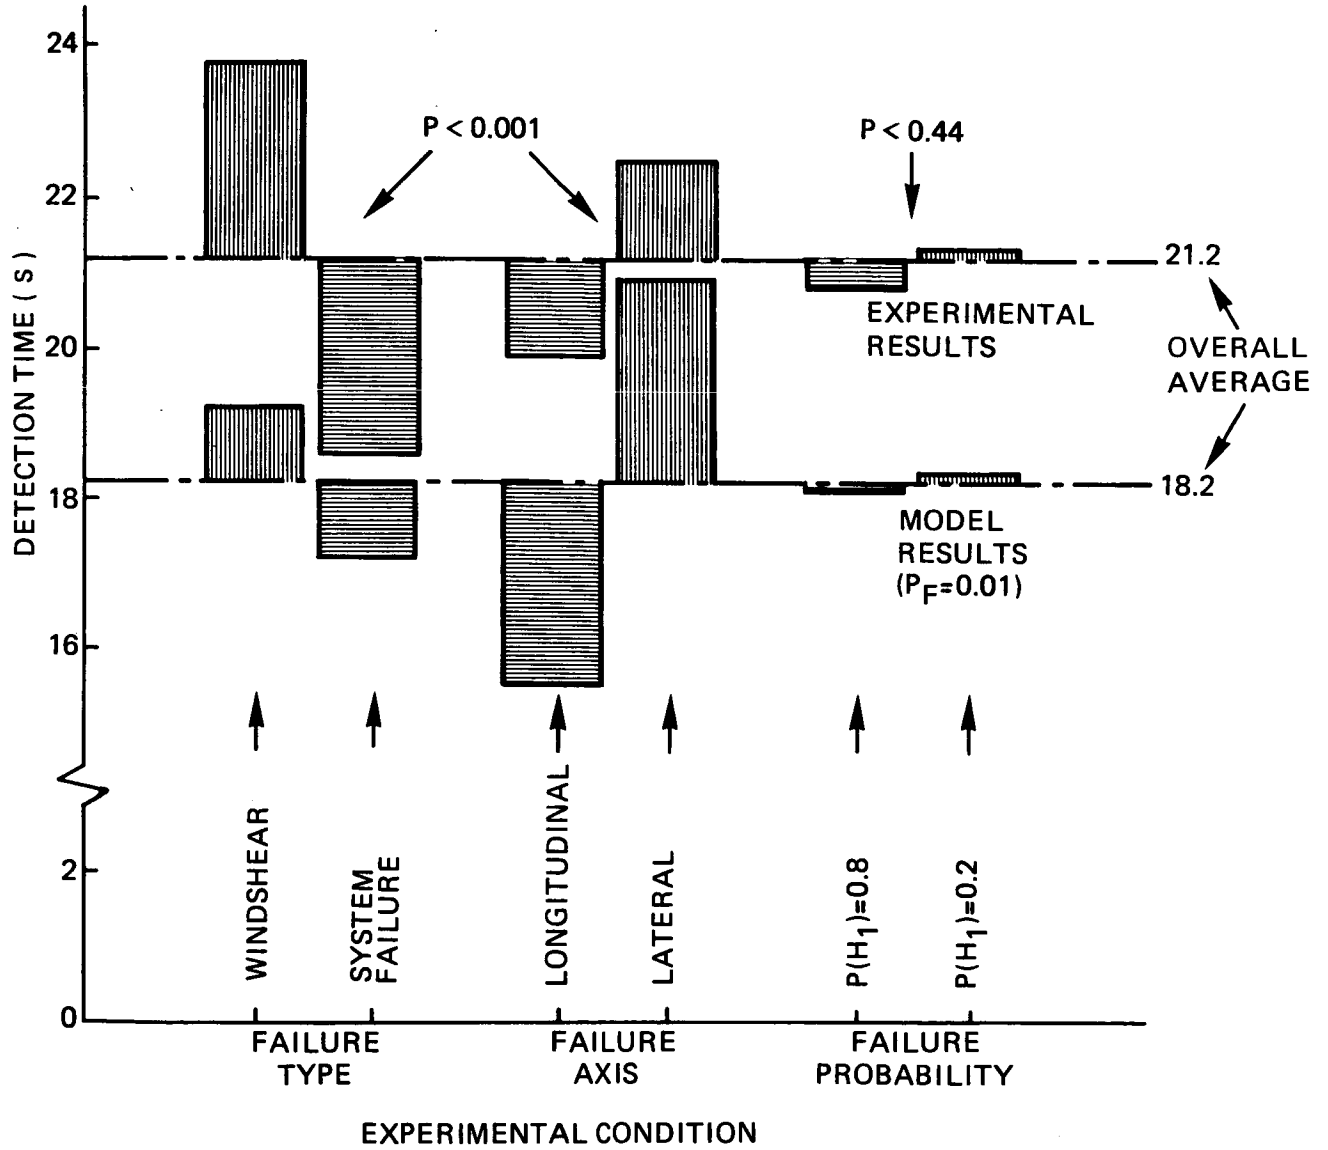 24
22
20
18
16
2
0
DETECTION TIME (s)
P < 0.001
P < 0.44
21.2
EXPERIMENTAL
RESULTS
OVERALL
AVERAGE
18.2
MODEL
RESULTS
(PF=0.01)
WINDSHEAR
SYSTEM
FAILURE
LONGITUDINAL
LATERAL
P(H1)=0.8
P(H1)=0.2
FAILURE
TYPE
FAILURE
AXIS
FAILURE
PROBABILITY
EXPERIMENTAL CONDITION